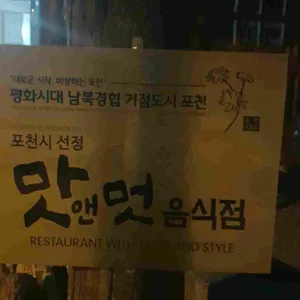 '새로운 시작, 비상하는 포천'
평화시대 남북경협 거점도시 포천
포천시 선정
맛앤멋 음식점
RESTAURANT WITH TASTE AND STYLE